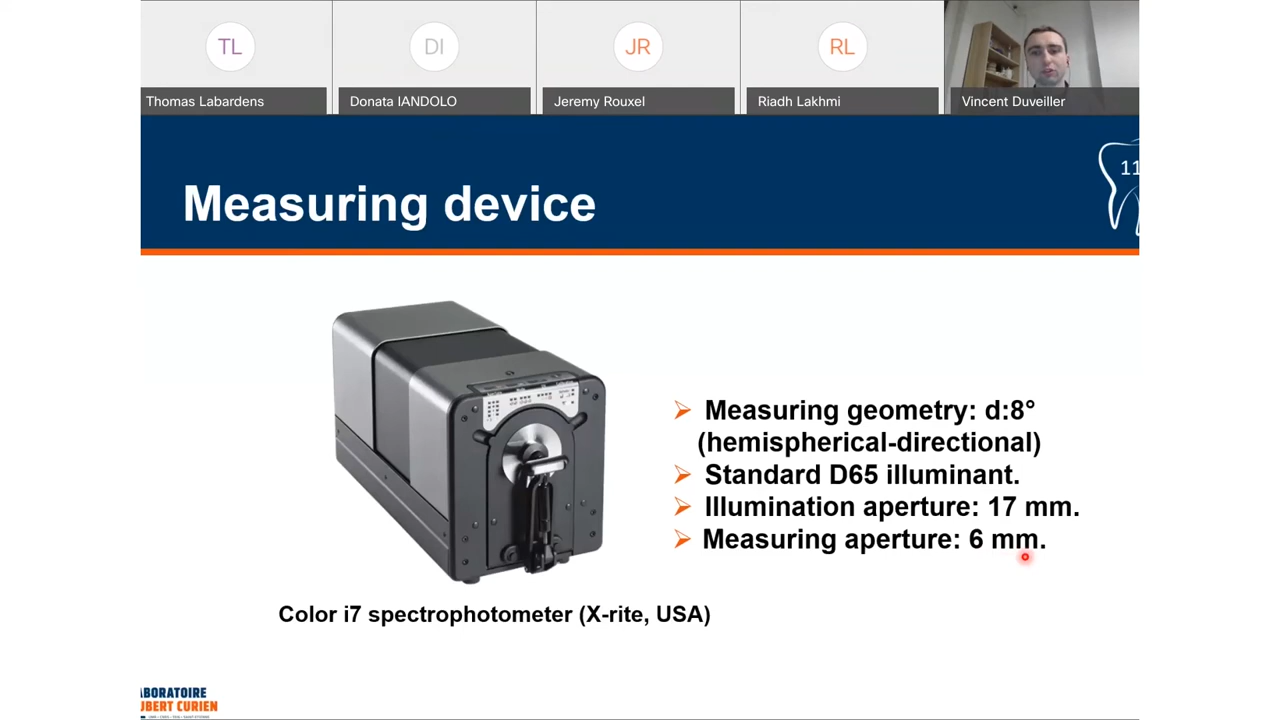 TL
DI
JR
RL
Thomas Labardens
Donata IANDOLO
Jeremy Rouxel
Riadh Lakhmi
Vincent Duveiller
11
Measuring device
Measuring geometry: d:8°
(hemispherical-directional)
Standard D65 illuminant.
Illumination aperture: 17 mm.
Measuring aperture: 6 mm.
Color i7 spectrophotometer (X-rite, USA)
ABORATOIRE
UBERT CURIEN